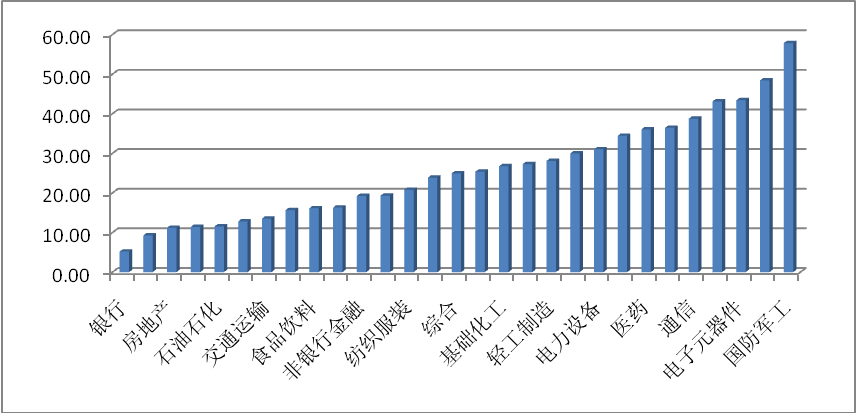 60.00
50.00
40.00
30.00
20.00
10.00
0.00
银行
房地产
石油石化
交通运输
食品饮料
非银行金融
纺织服装
综合
基础化工
轻工制造
电力设备
医药
通信
电子元器件
国防军工